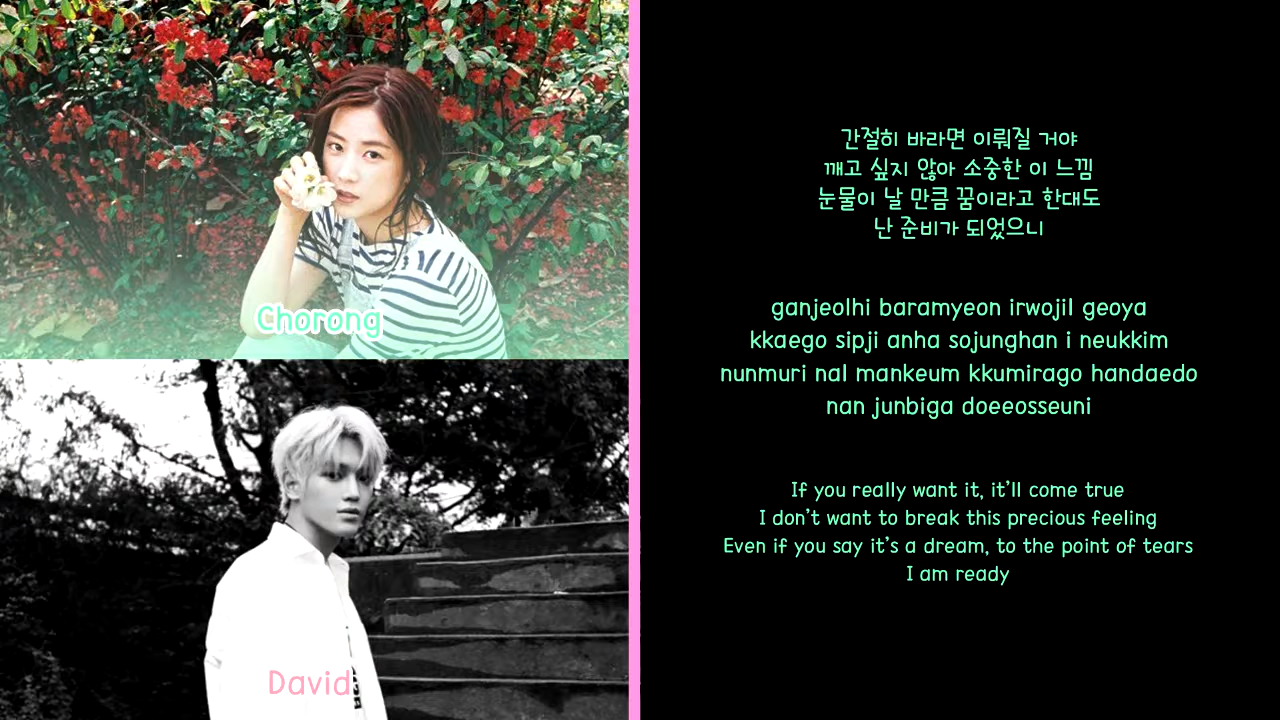 Chorong
David
간절히 바라면 이뤄질 거야
깨고 싶지 않아 소중한 이 느낌
눈물이 날 만큼 꿈이라고 한대도
난 준비가 되었으니
ganjeolhi baramyeon irwojil geoya
kkaego sipji anha sojunghan i neukkim
nunmuri nal mankeum kkumirago handaedo
nan junbiga doeeosseuni
If you really want it, it'll come true
I don't want to break this precious feeling
Even if you say it's a dream, to the point of tears
I am ready